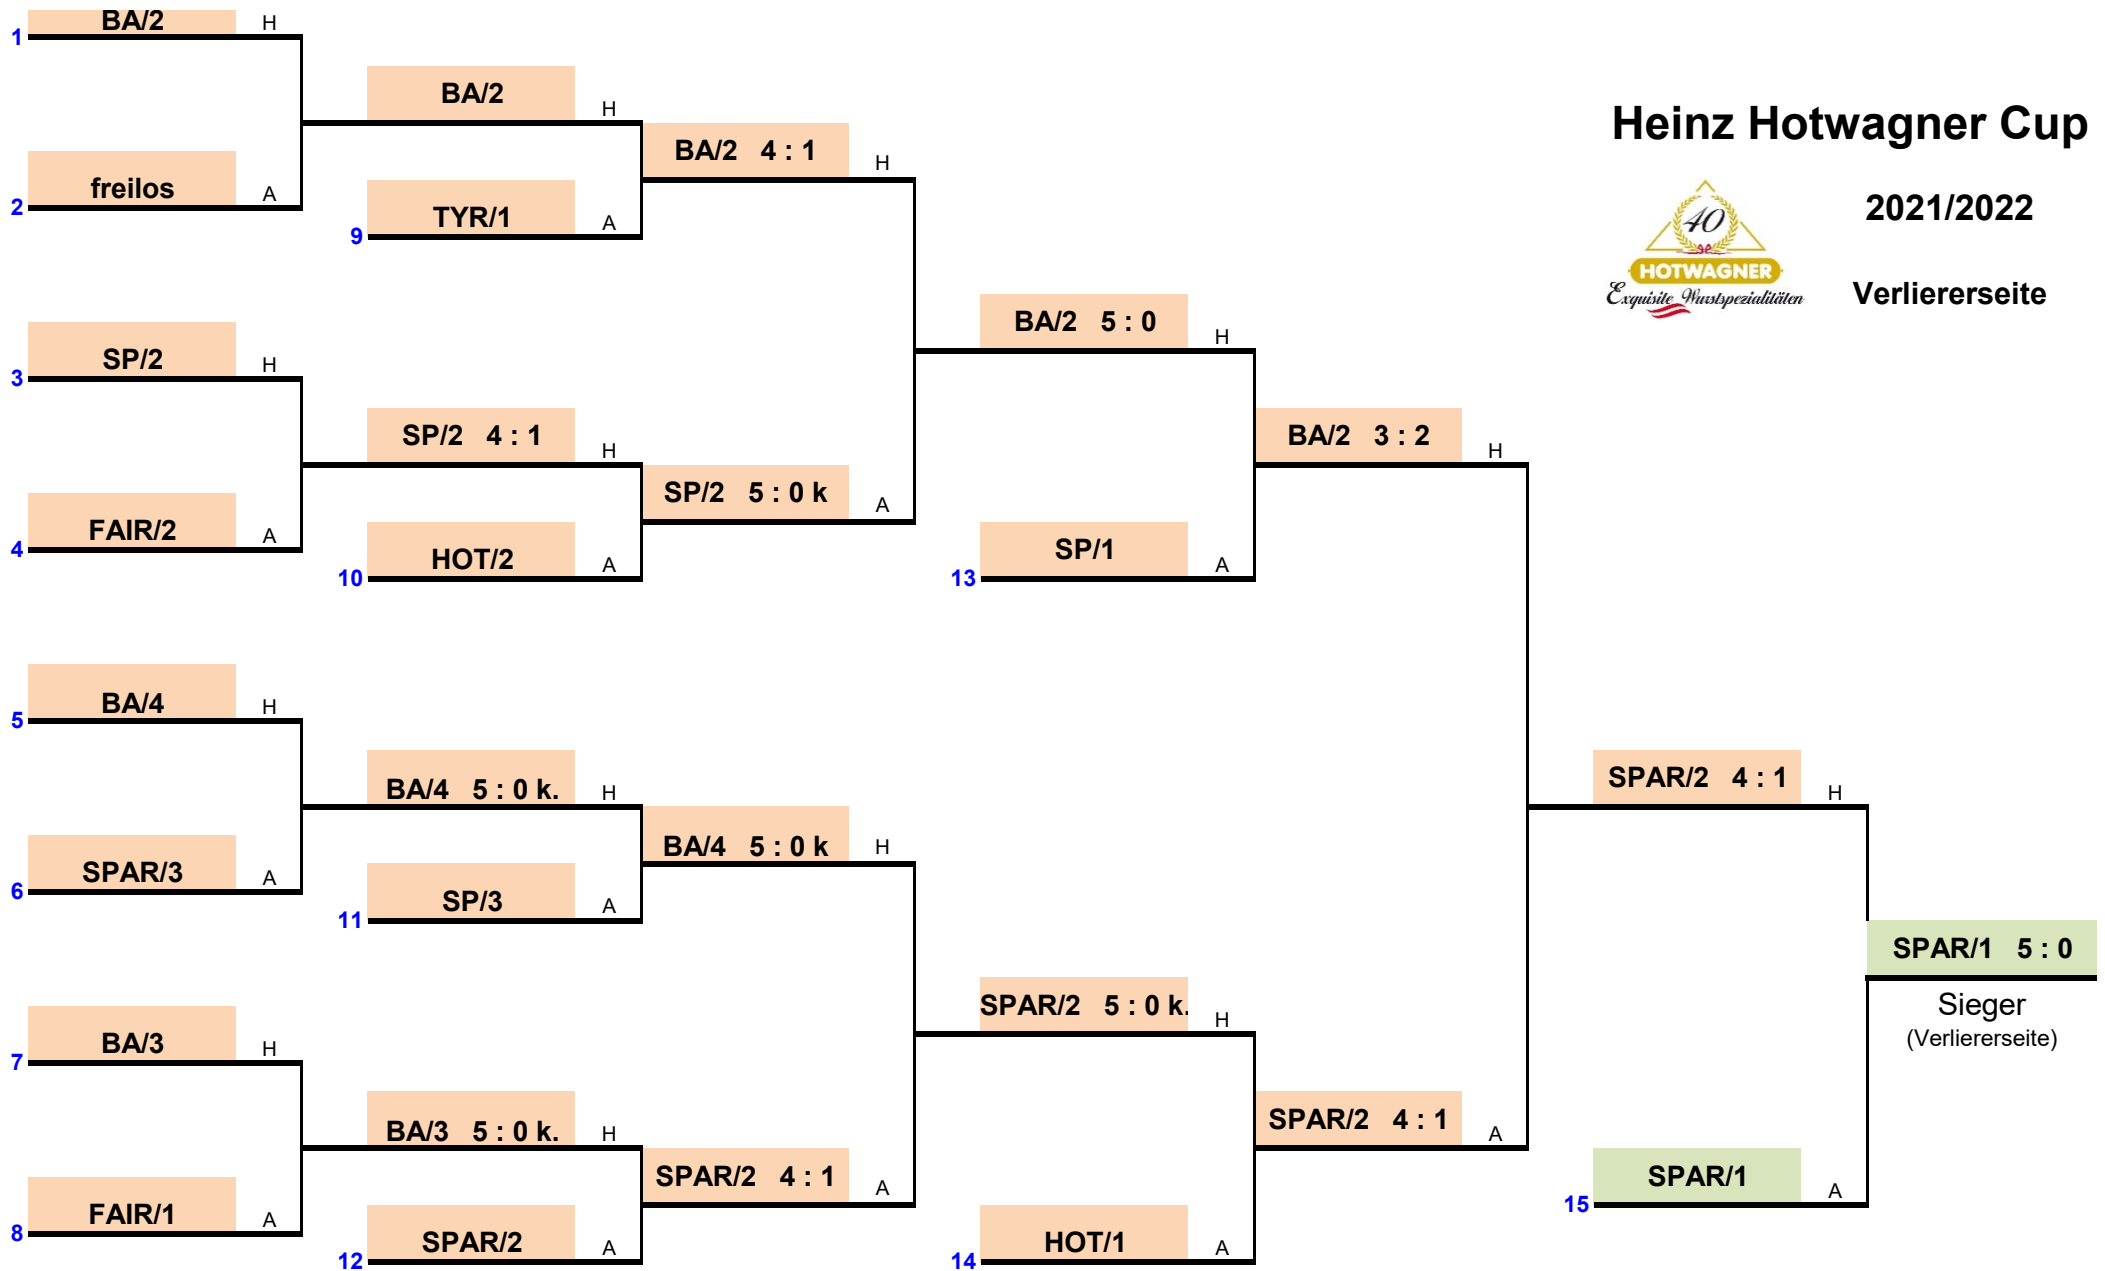 BA/2 H
1
BA/2 H
Heinz Hotwagner Cup
BA/2 4 : 1 H
freilos A
2
TYR/1 A
9
40
HOTWAGNER
Exquisite Wurstspezialitäten
2021/2022
Verliererseite
BA/2 5 : 0 H
SP/2 H
3
SP/2 4 : 1 H
BA/2 3 : 2 H
SP/2 5 : 0 k A
FAIR/2 A
4
HOT/2 A
10
SP/1 A
13
BA/4 H
5
BA/4 5 : 0 k. H
SPAR/2 4 : 1 H
BA/4 5 : 0 k H
SPAR/3 A
6
SP/3 A
11
SPAR/1 5 : 0
Sieger
(Verliererseite)
SPAR/2 5 : 0 k. H
BA/3 H
7
BA/3 5 : 0 k. H
SPAR/2 4 : 1 A
SPAR/2 4 : 1 A
SPAR/1 A
15
FAIR/1 A
8
SPAR/2 A
12
HOT/1 A
14